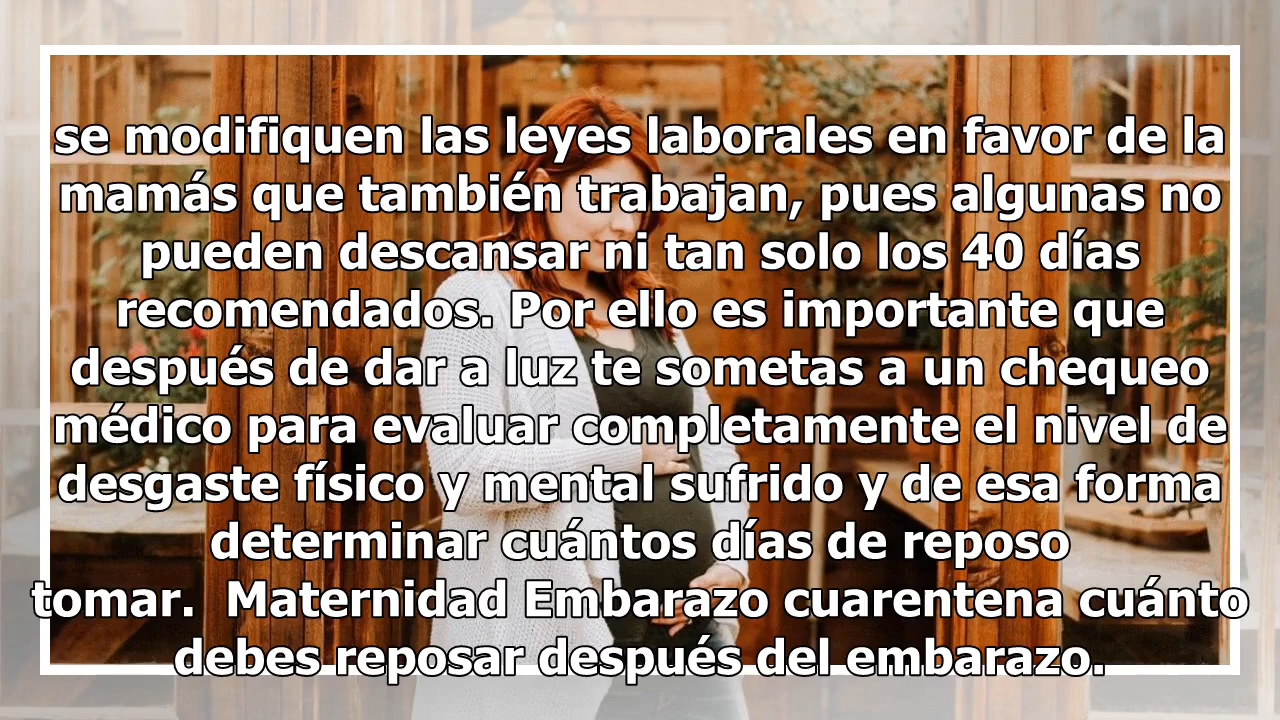 se modifiquen las leyes laborales en favor de la
mamás que también trabajan, pues algunas no
pueden descansar ni tan solo los 40 días
recomendados. Por ello es importante que
después de dar a luz te sometas a un chequeo
médico para evaluar completamente el nivel de
desgaste físico y mental sufrido y de esa forma
determinar cuántos días de reposo
tomar.  Maternidad Embarazo cuarentena cuánto
debes reposar después del embarazo.